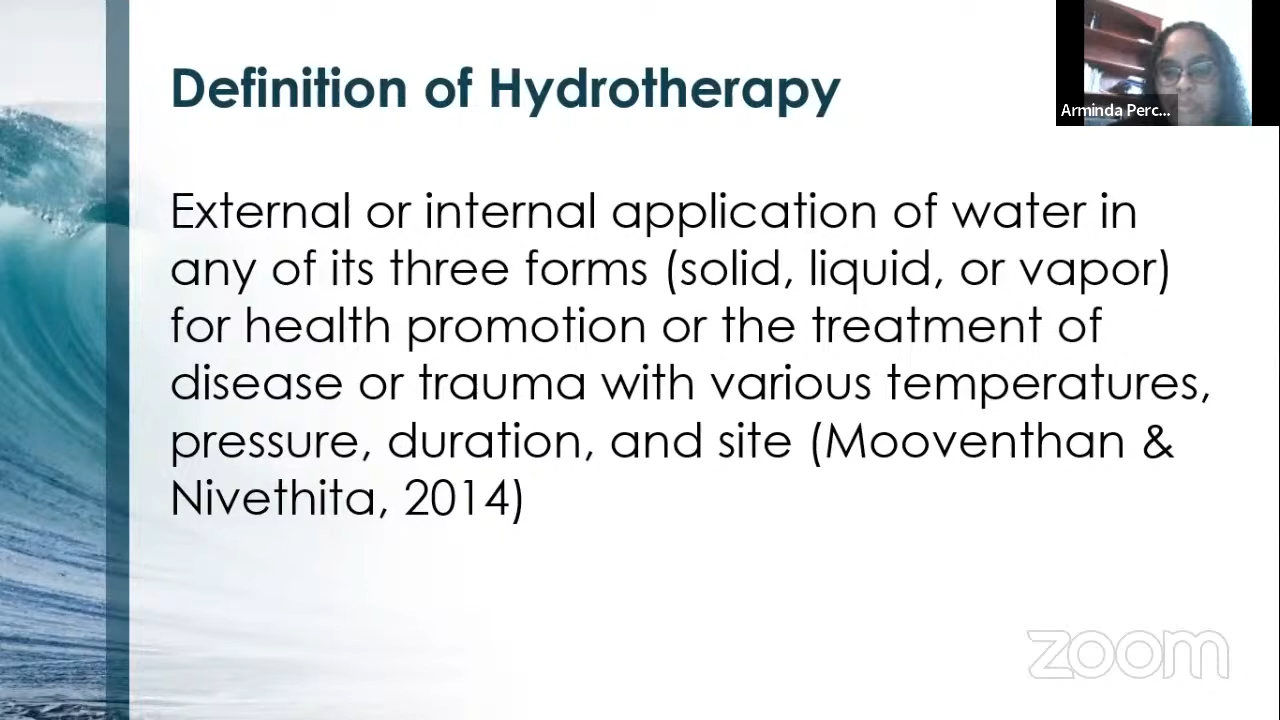 Definition of Hydrotherapy
Arminda Perc...
External or internal application of water in
any of its three forms (solid, liquid, or vapor)
for health promotion or the treatment of
disease or trauma with various temperatures,
pressure, duration, and site (Mooventhan &
Nivethita, 2014)
zoom